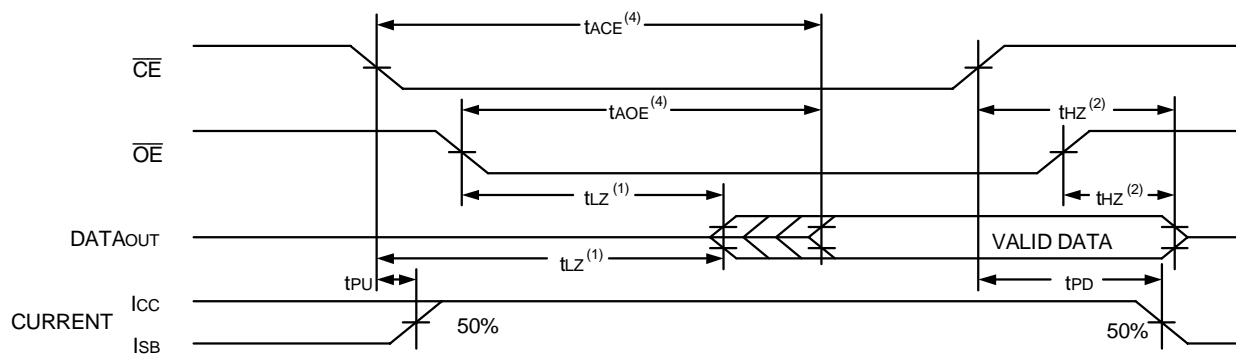 tACE(4)
CE
tAOE(4)
tHZ(2)
OE
tLZ(1)
tHZ(2)
DATAOUT
VALID DATA
tLZ(1)
tPU
tPD
ICC
CURRENT
50%
50%
ISB